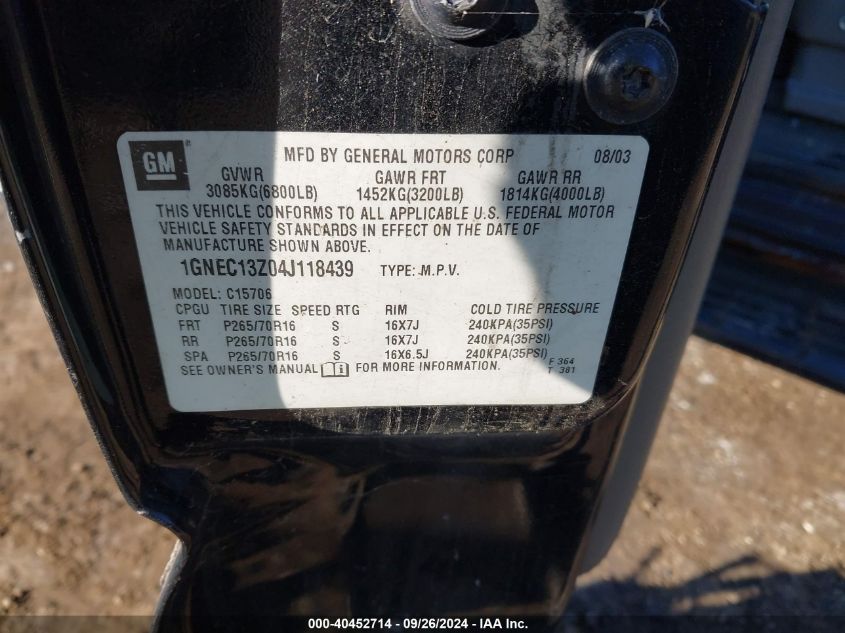 GM
MFD BY GENERAL MOTORS CORP 08/03
GVWR GAWR FRT GAWR RR
3085KG(6800LB) 1452KG(3200LB) 1814KG(4000LB)
THIS VEHICLE CONFORMS TO ALL APPLICABLE U.S. FEDERAL MOTOR
VEHICLE SAFETY STANDARDS IN EFFECT ON THE DATE OF
MANUFACTURE SHOWN ABOVE.
1GNEC13Z04J118439 TYPE: M.P.V.
MODEL: C15706
CPGU TIRE SIZE SPEED RTG RIM COLD TIRE PRESSURE
FRT P265/70R16 S 16X7J 240KPA(35PSI)
RR P265/70R16 S 16X7J 240KPA(35PSI)
SPA P265/70R16 S 16X6.5J 240KPA(35PSI)
SEE OWNER'S MANUAL FOR MORE INFORMATION.
F 364
T 381
000-40452714 - 09/26/2024 - IAA Inc.